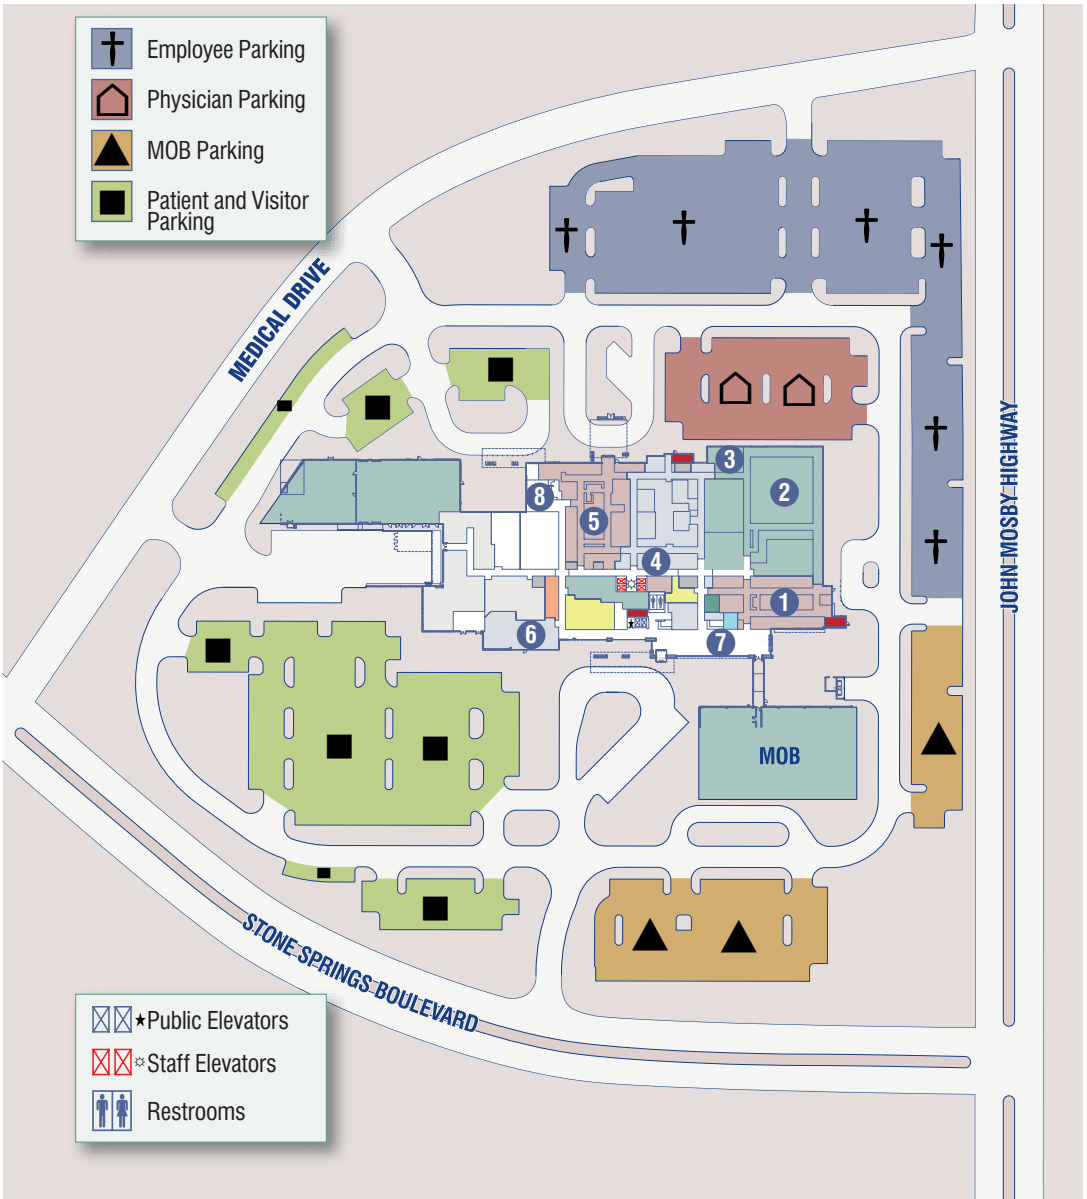 Employee Parking
Physician Parking
MOB Parking
Patient and Visitor
Parking
MEDICAL DRIVE
JOHN MOSBY HIGHWAY
3
2
8
5
4
1
6
7
MOB
STONE SPRINGS BOULEVARD
Public Elevators
Staff Elevators
Restrooms